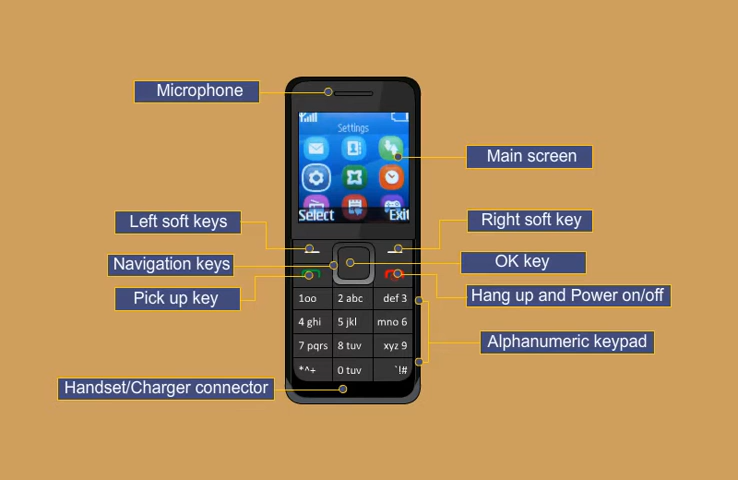 Microphone
Settings
Main screen
Select Exit
Left soft keys
Right soft key
Navigation keys
OK key
Pick up key
Hang up and Power on/off
1oo 2 abc def 3
4 ghi 5 jkl mno 6
Alphanumeric keypad
7 pqrs 8 tuv xyz 9
*^+ 0 tuv `!#
Handset/Charger connector